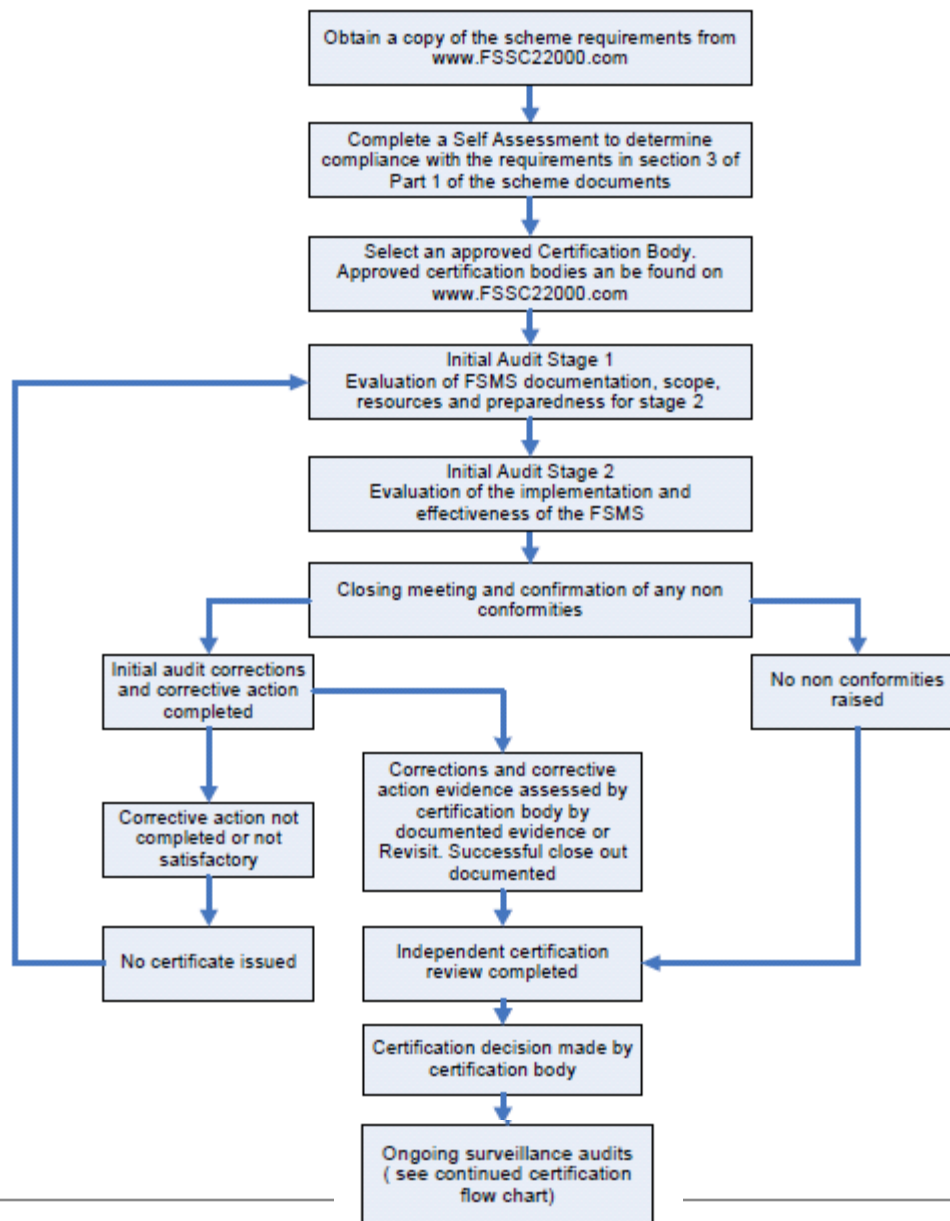 Obtain a copy of the scheme requirements from
www.FSSC22000.com
Complete a Self Assessment to determine
compliance with the requirements in section 3 of
Part 1 of the scheme documents
Select an approved Certification Body.
Approved certification bodies an be found on
www.FSSC22000.com
Initial Audit Stage 1
Evaluation of FSMS documentation, scope,
resources and preparedness for stage 2
Initial Audit Stage 2
Evaluation of the implementation and
effectiveness of the FSMS
Closing meeting and confirmation of any non
conformities
Initial audit corrections
and corrective action
completed
No non conformities
raised
Corrective action not
completed or not
satisfactory
Corrections and corrective
action evidence assessed by
certification body by
documented evidence or
Revisit. Successful close out
documented
No certificate issued
Independent certification
review completed
Certification decision made by
certification body
Ongoing surveillance audits
( see continued certification
flow chart)